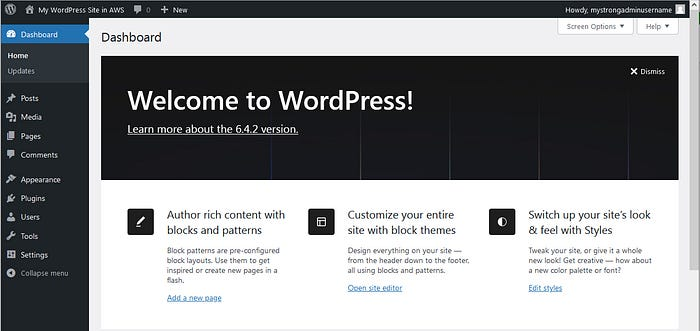 My WordPress Site in AWS 0 + New Howdy, mystrongadminusername
Dashboard
Home
Updates
Posts
Media
Pages
Comments
Appearance
Plugins
Users
Tools
Settings
Collapse menu
Screen Options Help
Dashboard
Dismiss
Welcome to WordPress!
Learn more about the 6.4.2 version.
Author rich content with
blocks and patterns
Block patterns are pre-configured
block layouts. Use them to get
inspired or create new pages in a
flash.
Add a new page
Customize your entire
site with block themes
Design everything on your site —
from the header down to the footer,
all using blocks and patterns.
Open site editor
Switch up your site's look
& feel with Styles
Tweak your site, or give it a whole
new look! Get creative — how about
a new color palette or font?
Edit styles